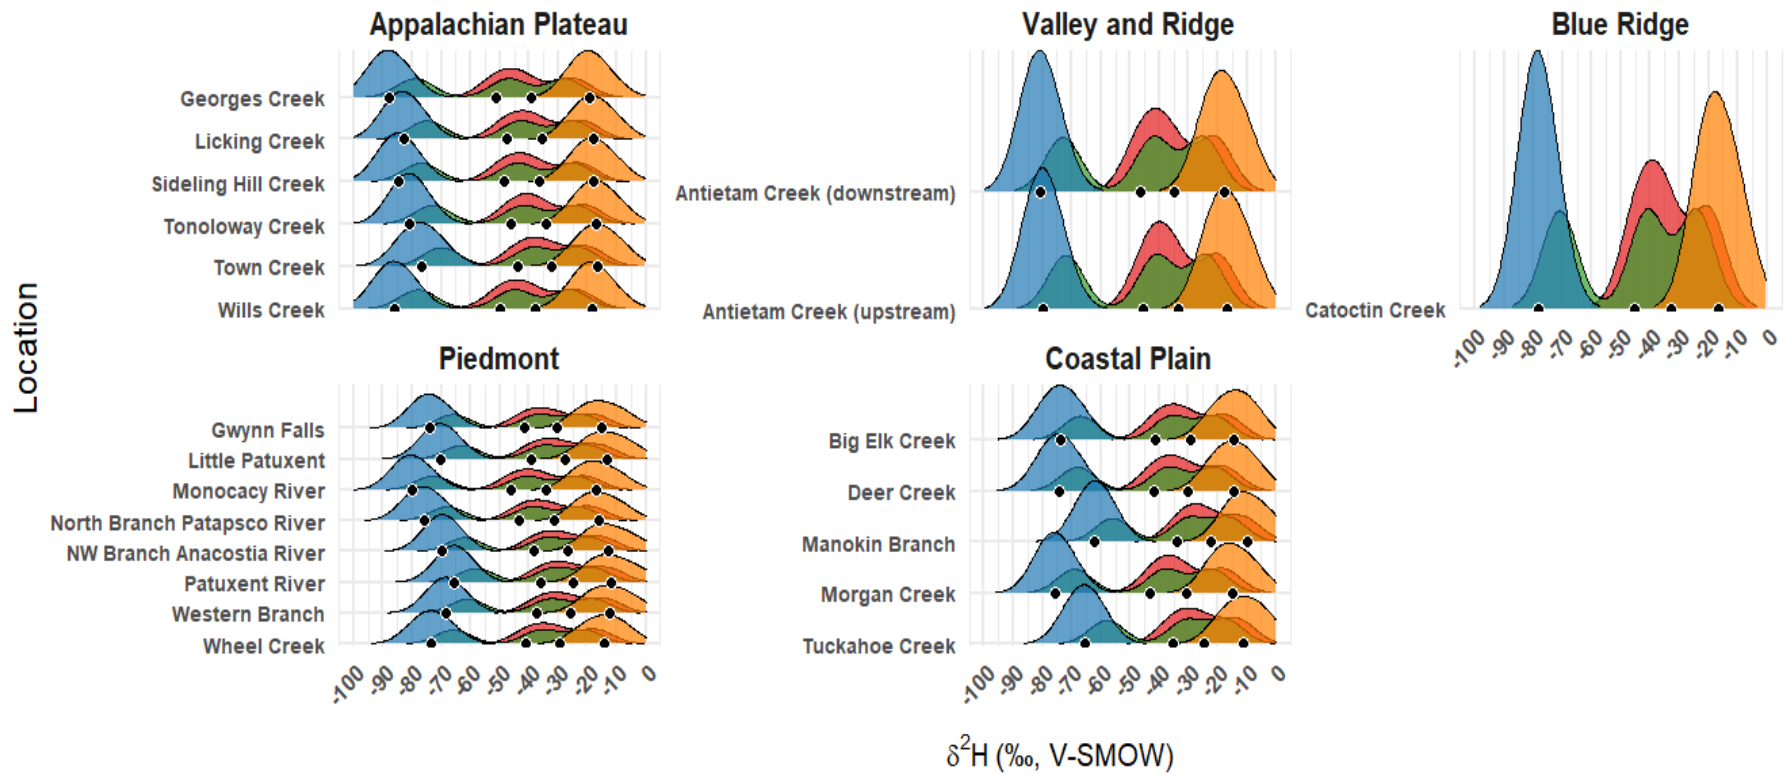 Appalachian Plateau
Valley and Ridge
Blue Ridge
Location
Georges Creek
Licking Creek
Sideling Hill Creek
Tonoloway Creek
Town Creek
Wills Creek
Antietam Creek (downstream)
Antietam Creek (upstream)
Catoctin Creek
-100 -90 -80 -70 -60 -50 -40 -30 -20 -10 0
Piedmont
Coastal Plain
Gwynn Falls
Little Patuxent
Monocacy River
North Branch Patapsco River
NW Branch Anacostia River
Patuxent River
Western Branch
Wheel Creek
-100 -90 -80 -70 -60 -50 -40 -30 -20 -10 0
Big Elk Creek
Deer Creek
Manokin Branch
Morgan Creek
Tuckahoe Creek
-100 -90 -80 -70 -60 -50 -40 -30 -20 -10 0
δ²H (‰, V-SMOW)